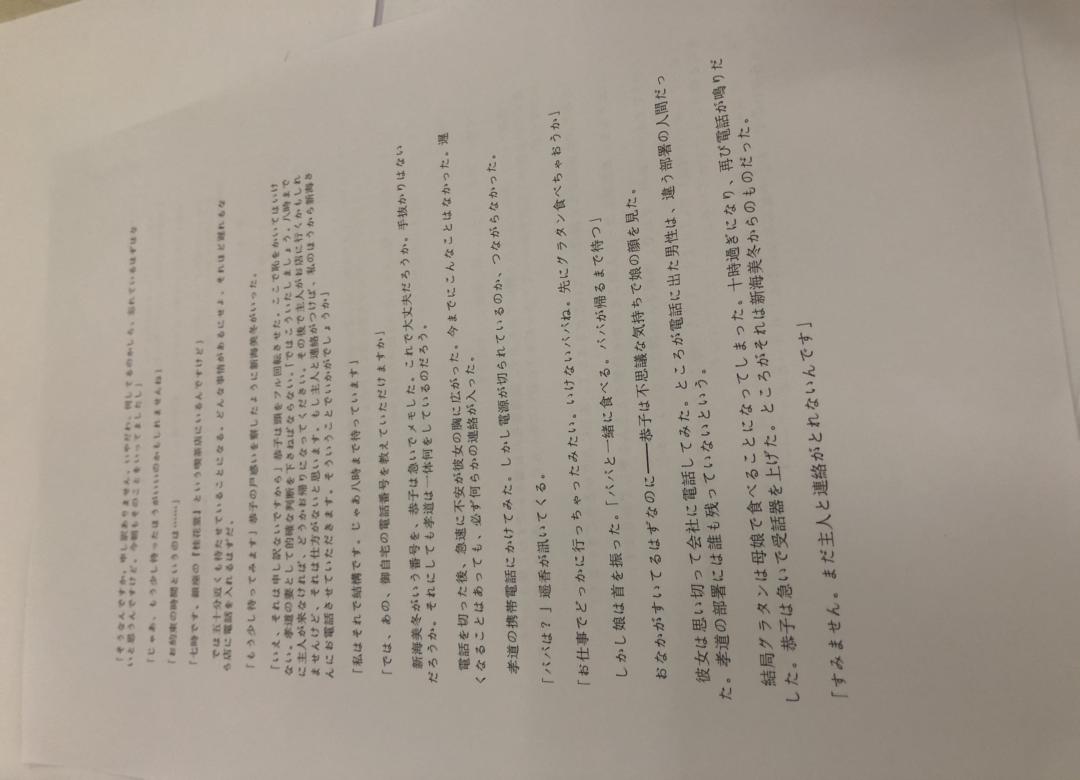 「そうなんですか。申し訳ありません。いやだわ、何してるのかしら。忘れているはずはな
いと思うんですけど。今朝もそのことをいってましたし」
「じゃあ、もう少し待ったほうがいいのかもしれませんね」
「お約束の時間というのは……」
「七時です。銀座の『桂花堂』という喫茶店にいるんですけど」
では五十分近くも待たせていることになる。どんな事情があるにせよ、それほど遅れるな
ら店に電話を入れるはずだ。
「もう少し待ってみます」恭子の戸惑いを察したように新海美冬がいった。
「いえ、それは申し訳ないですから」恭子は頭をフル回転させた。ここで恥をかいてはいけ
ない。孝道の妻として的確な判断を下さねばならない。「ではこういたしましょう。八時まで
に主人が来なければ、どうかお帰りになってください。その後で主人がお店に行くかもしれ
ませんけど、それは仕方がないと思います。もし主人と連絡がつけば、私のほうから新海さ
んにお電話させていただきます。そういうことでいかがでしょうか」
「私はそれで結構です。じゃあ八時まで待っています」
「では、あの、御自宅の電話番号を教えていただけますか」
新海美冬がいう番号を、恭子は急いでメモした。これで大丈夫だろうか。手抜かりはない
だろうか。それにしても孝道は一体何をしているのだろう。
電話を切った後、急速に不安が彼女の胸に広がった。今までにこんなことはなかった。遅
くなることはあっても、必ず何らかの連絡が入った。
孝道の携帯電話にかけてみた。しかし電源が切られているのか、つながらなかった。
「パパは？」遥香が訊いてくる。
「お仕事でどっかに行っちゃったみたい。いけないパパね。先にグラタン食べちゃおうか」
しかし娘は首を振った。「パパと一緒に食べる。パパが帰るまで待つ」
おなかがすいてるはずなのに――恭子は不思議な気持ちで娘の顔を見た。
彼女は思い切って会社に電話してみた。ところが電話に出た男性は、違う部署の人間だっ
た。孝道の部署には誰も残っていないという。
結局グラタンは母娘で食べることになってしまった。十時過ぎになり、再び電話が鳴りだ
した。恭子は急いで受話器を上げた。ところがそれは新海美冬からのものだった。
「すみません。まだ主人と連絡がとれないんです」